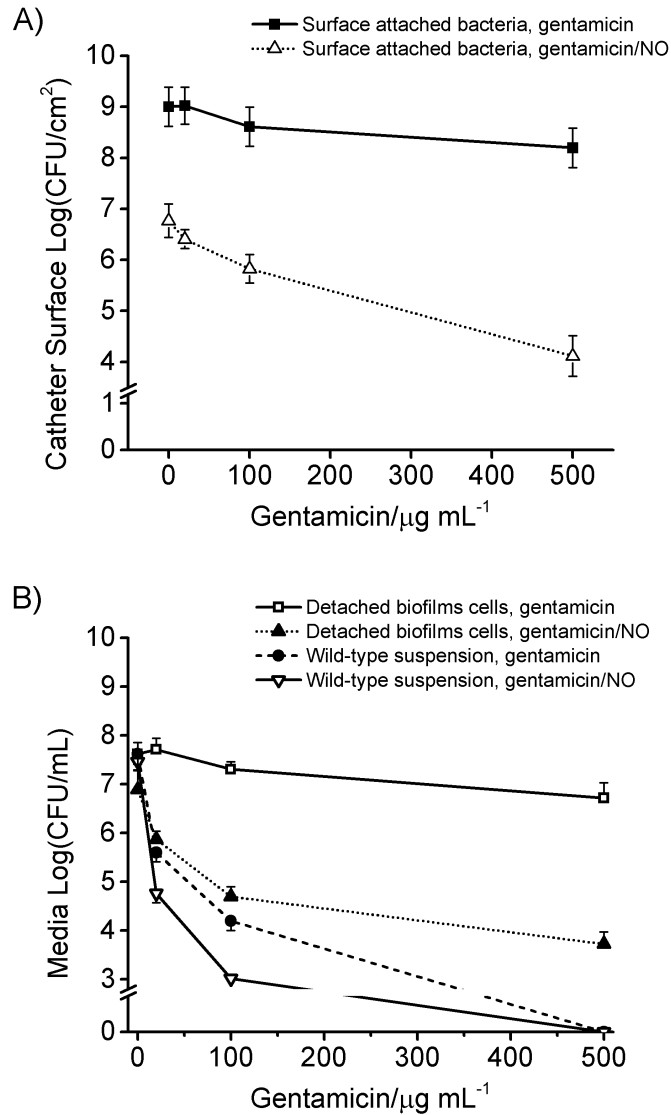 A)
Surface attached bacteria, gentamicin
Surface attached bacteria, gentamicin/NO
10
9
8
7
6
5
4
1
0
Catheter Surface Log(CFU/cm²)
0 100 200 300 400 500
Gentamicin/μg mL⁻¹
B)
Detached biofilms cells, gentamicin
Detached biofilms cells, gentamicin/NO
Wild-type suspension, gentamicin
Wild-type suspension, gentamicin/NO
10
9
8
7
6
5
4
3
0
Media Log(CFU/mL)
0 100 200 300 400 500
Gentamicin/μg mL⁻¹